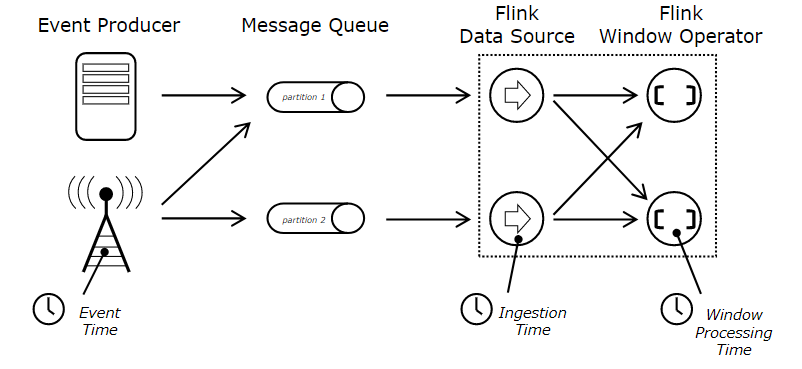 Event Producer
Message Queue
Flink
Data Source
Flink
Window Operator
partition 1
partition 2
Event
Time
Ingestion
Time
Window
Processing
Time